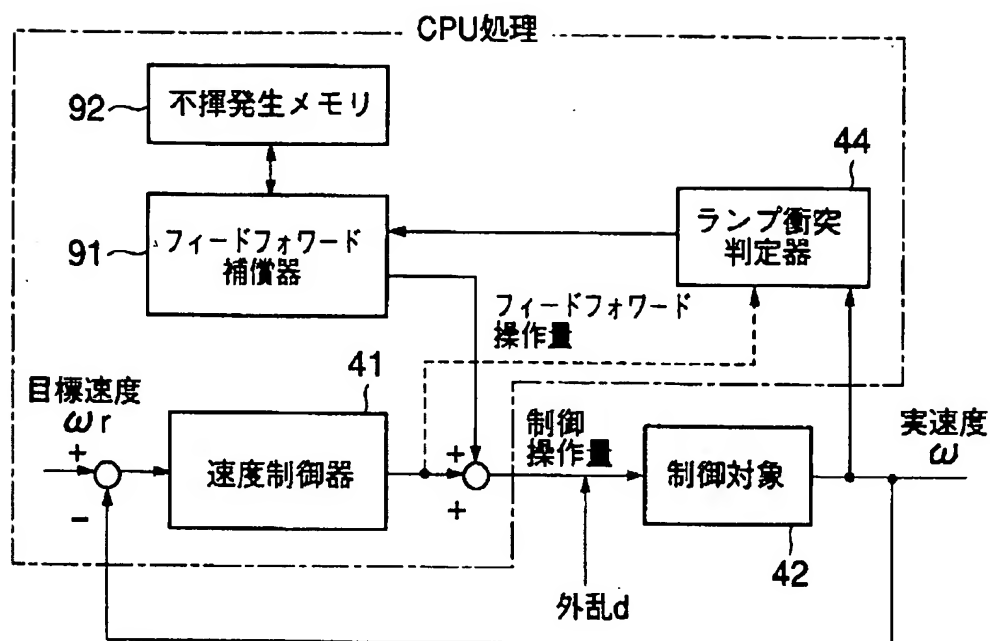 CPU処理
92
不揮発生メモリ
44
ランプ衝突
判定器
91
フィードフォワード
補償器
フィードフォワード
操作量
41
目標速度
ωr
+
-
速度制御器
+
+
制御
操作量
制御対象
実速度
ω
42
外乱d